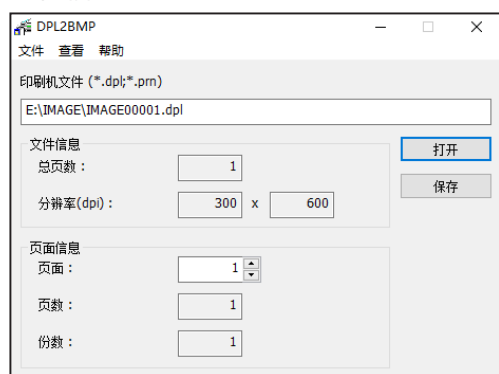 DPL2BMP
文件 查看 帮助
印刷机文件 (*.dpl;*.prn)
E:\IMAGE\IMAGE00001.dpl
文件信息
打开
总页数： 1
保存
分辨率(dpi)： 300 x 600
页面信息
页面： 1
页数： 1
份数： 1